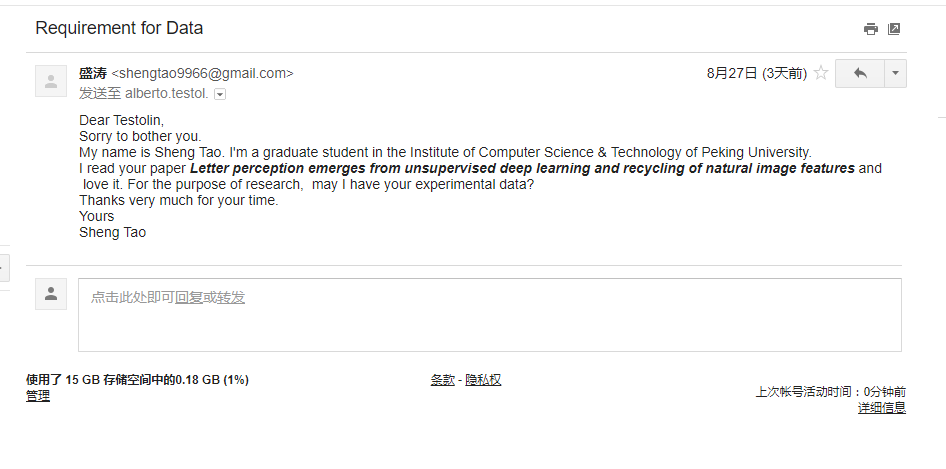 Requirement for Data
盛涛 <shengtao9966@gmail.com>
8月27日 (3天前)
发送至 alberto.testol.
Dear Testolin,
Sorry to bother you.
My name is Sheng Tao. I'm a graduate student in the Institute of Computer Science & Technology of Peking University.
I read your paper Letter perception emerges from unsupervised deep learning and recycling of natural image features and
love it. For the purpose of research,  may I have your experimental data?
Thanks very much for your time.
Yours
Sheng Tao
点击此处即可回复或转发
使用了 15 GB 存储空间中的0.18 GB (1%)
管理
条款 - 隐私权
上次帐号活动时间：0分钟前
详细信息